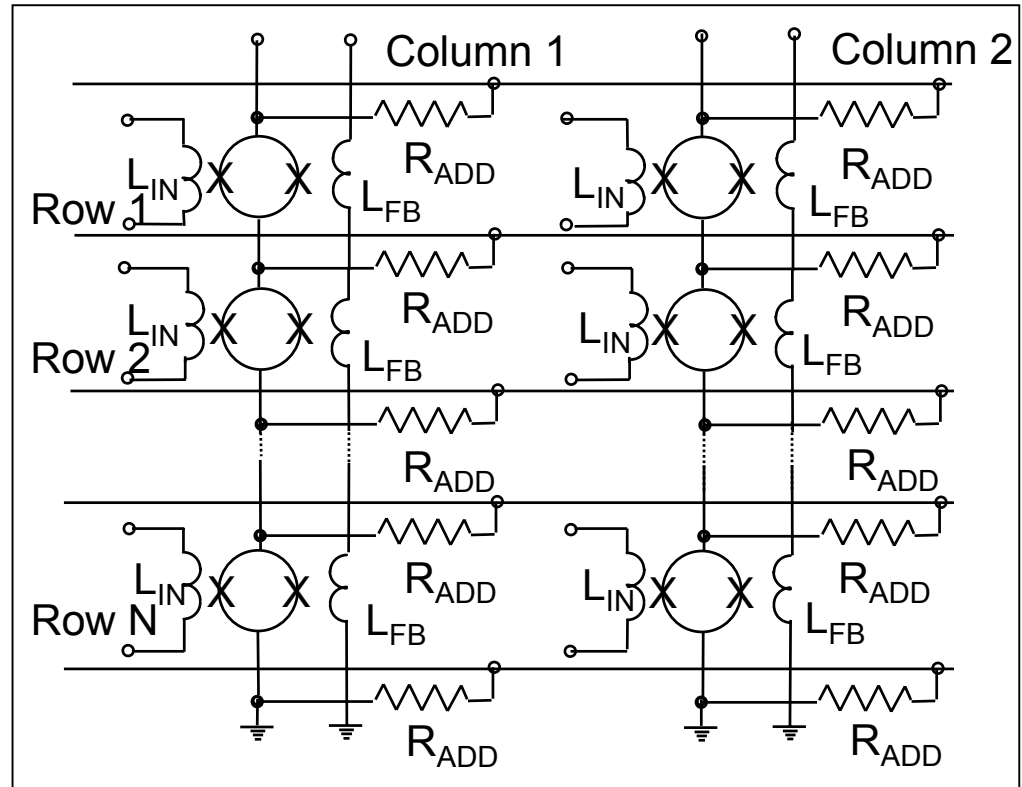 Column 1 Column 2
R_ADD R_ADD
L_IN L_IN
Row 1 L_FB L_FB
R_ADD R_ADD
L_IN L_IN
Row 2 L_FB L_FB
R_ADD R_ADD
L_IN R_ADD L_IN R_ADD
Row N L_FB L_FB
R_ADD R_ADD